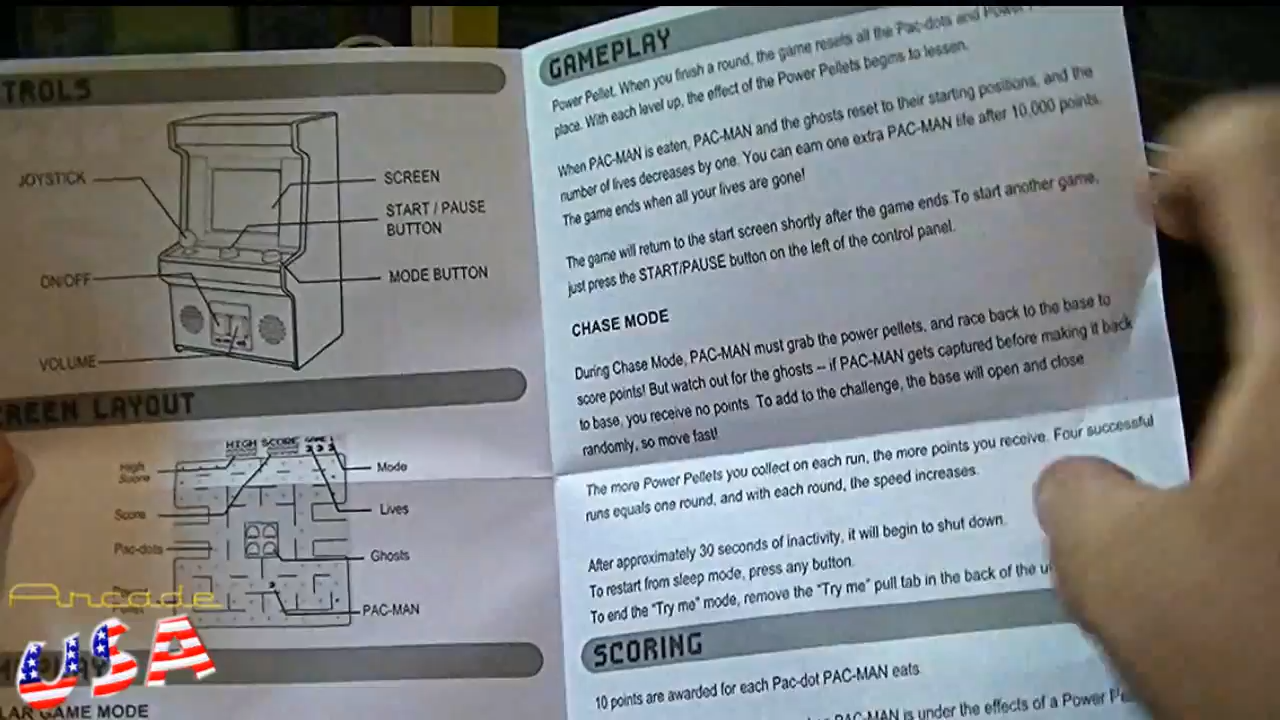 TROLS
JOYSTICK
SCREEN
START / PAUSE
BUTTON
ON/OFF
MODE BUTTON
VOLUME
REEN LAYOUT
HIGH SCORE GAME 1
High
Score
Mode
Score
Lives
Pac-dots
Ghosts
PAC-MAN
LAR GAME MODE
GAMEPLAY
Power Pellet. When you finish a round, the game resets all the Pac-dots and Power
place. With each level up, the effect of the Power Pellets begins to lessen.
When PAC-MAN is eaten, PAC-MAN and the ghosts reset to their starting positions, and the
number of lives decreases by one. You can earn one extra PAC-MAN life after 10,000 points.
The game ends when all your lives are gone!
The game will return to the start screen shortly after the game ends.To start another game,
just press the START/PAUSE button on the left of the control panel.
CHASE MODE
During Chase Mode, PAC-MAN must grab the power pellets, and race back to the base to
score points! But watch out for the ghosts – if PAC-MAN gets captured before making it back
to base, you receive no points. To add to the challenge, the base will open and close
randomly, so move fast!
The more Power Pellets you collect on each run, the more points you receive. Four successful
runs equals one round, and with each round, the speed increases.
After approximately 30 seconds of inactivity, it will begin to shut down.
To restart from sleep mode, press any button.
To end the “Try me” mode, remove the “Try me” pull tab in the back of the
SCORING
10 points are awarded for each Pac-dot PAC-MAN eats.
PAC-MAN is under the effects of a Power
Arcade
USA